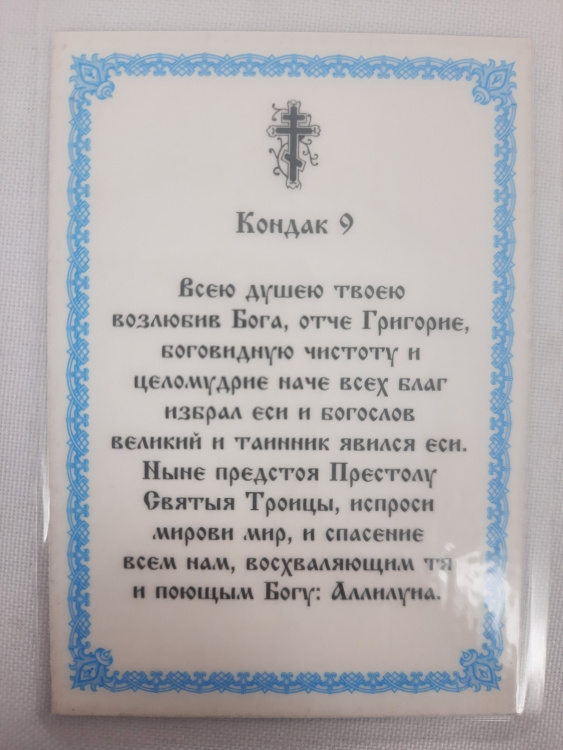 Кондак 9
Всею душею твоею
возлюбив Бога, отче Григорие,
боговидную чистоту и
целомудрие наче всех благ
избрал еси и богослов
великий и таинник явился еси.
Ныне предстоя Престолу
Святыя Троицы, испроси
мирови мир, и спасение
всем нам, восхваляющим тя
и поющым Богу: Аллилуиа.